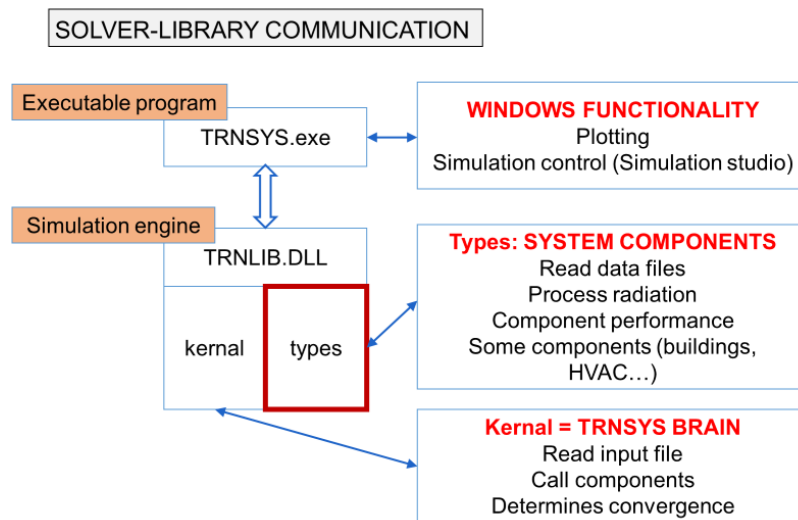 SOLVER-LIBRARY COMMUNICATION
Executable program
TRNSYS.exe
WINDOWS FUNCTIONALITY
Plotting
Simulation control (Simulation studio)
Simulation engine
TRNLIB.DLL
kernal
types
Types: SYSTEM COMPONENTS
Read data files
Process radiation
Component performance
Some components (buildings,
HVAC…)
Kernal = TRNSYS BRAIN
Read input file
Call components
Determines convergence